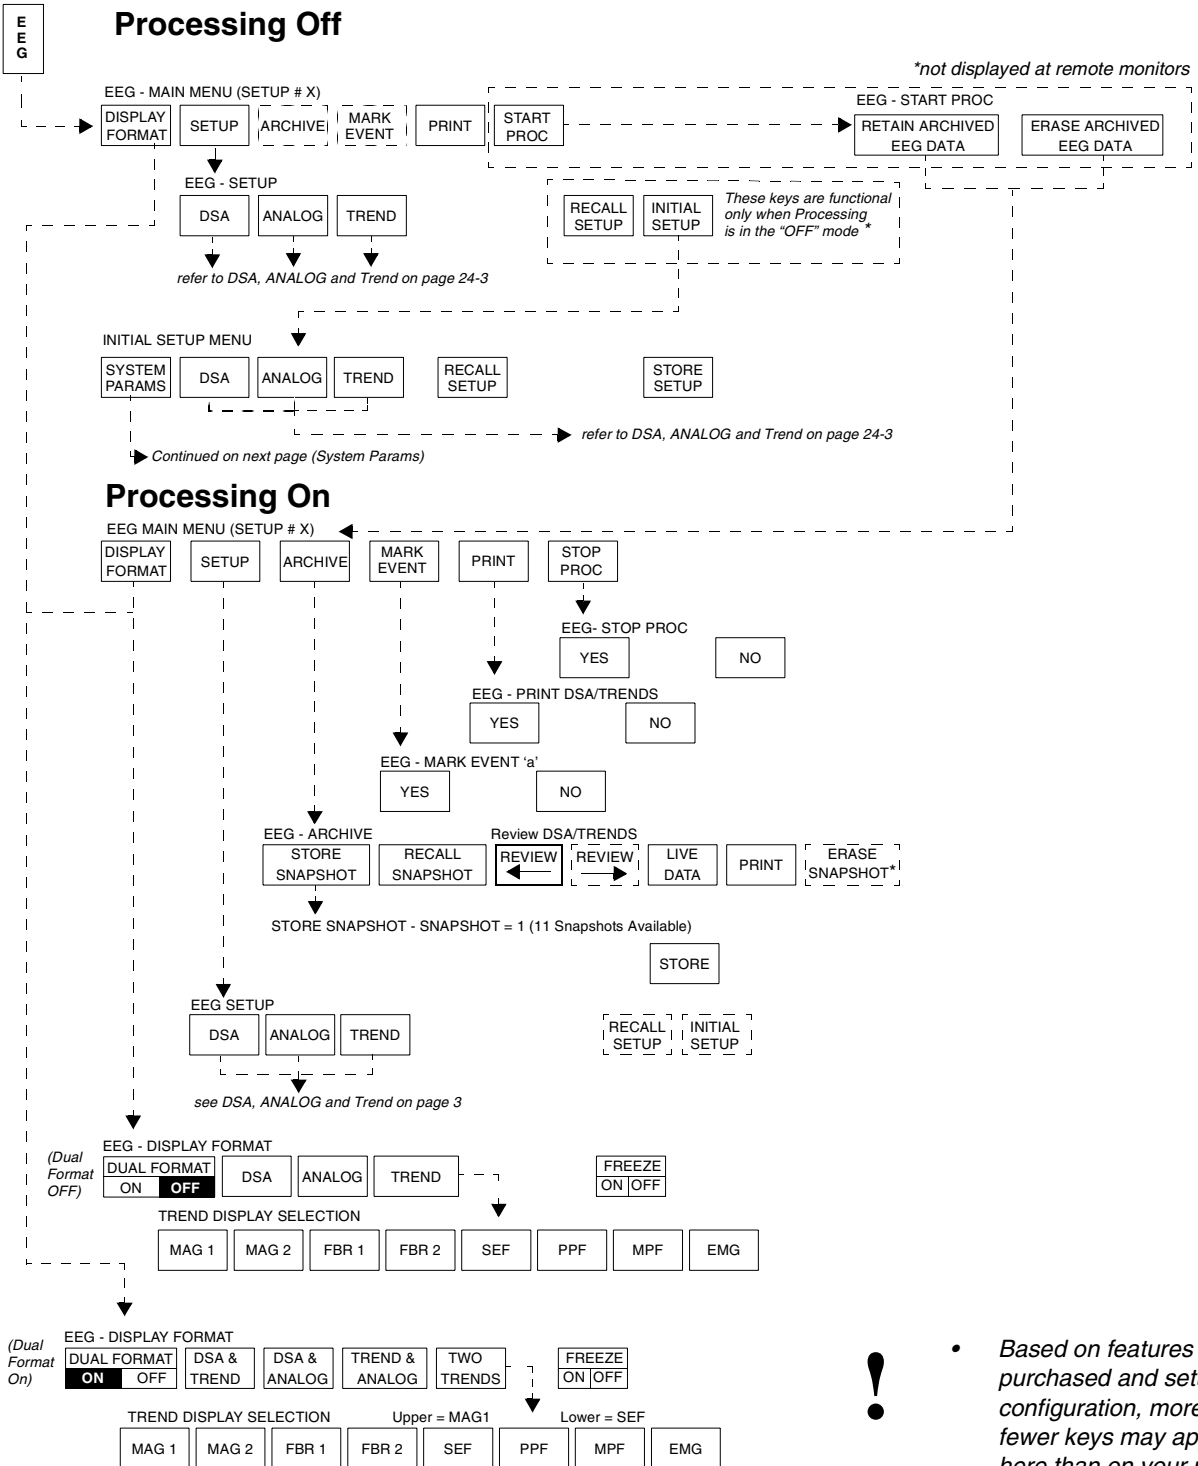 E
E
G
Processing Off
*not displayed at remote monitors
EEG - MAIN MENU (SETUP # X)
DISPLAY FORMAT
SETUP
ARCHIVE
MARK EVENT
PRINT
START PROC
EEG - START PROC
RETAIN ARCHIVED EEG DATA
ERASE ARCHIVED EEG DATA
EEG - SETUP
DSA
ANALOG
TREND
RECALL SETUP
INITIAL SETUP
These keys are functional
only when Processing
is in the “OFF” mode *
refer to DSA, ANALOG and Trend on page 24-3
INITIAL SETUP MENU
SYSTEM PARAMS
DSA
ANALOG
TREND
RECALL SETUP
STORE SETUP
refer to DSA, ANALOG and Trend on page 24-3
Continued on next page (System Params)
Processing On
EEG MAIN MENU (SETUP # X)
DISPLAY FORMAT
SETUP
ARCHIVE
MARK EVENT
PRINT
STOP PROC
EEG- STOP PROC
YES
NO
EEG - PRINT DSA/TRENDS
YES
NO
EEG - MARK EVENT ‘a’
YES
NO
EEG - ARCHIVE
Review DSA/TRENDS
STORE SNAPSHOT
RECALL SNAPSHOT
REVIEW
REVIEW
LIVE DATA
PRINT
ERASE SNAPSHOT*
STORE SNAPSHOT - SNAPSHOT = 1 (11 Snapshots Available)
STORE
EEG SETUP
DSA
ANALOG
TREND
RECALL SETUP
INITIAL SETUP
see DSA, ANALOG and Trend on page 3
EEG - DISPLAY FORMAT
(Dual Format OFF)
DUAL FORMAT
ON OFF
DSA
ANALOG
TREND
FREEZE
ON OFF
TREND DISPLAY SELECTION
MAG 1
MAG 2
FBR 1
FBR 2
SEF
PPF
MPF
EMG
EEG - DISPLAY FORMAT
(Dual Format On)
DUAL FORMAT
ON OFF
DSA & TREND
DSA & ANALOG
TREND & ANALOG
TWO TRENDS
FREEZE
ON OFF
TREND DISPLAY SELECTION Upper = MAG1 Lower = SEF
MAG 1
MAG 2
FBR 1
FBR 2
SEF
PPF
MPF
EMG
!
• Based on features
purchased and
configuration, more
fewer keys may
here than on your